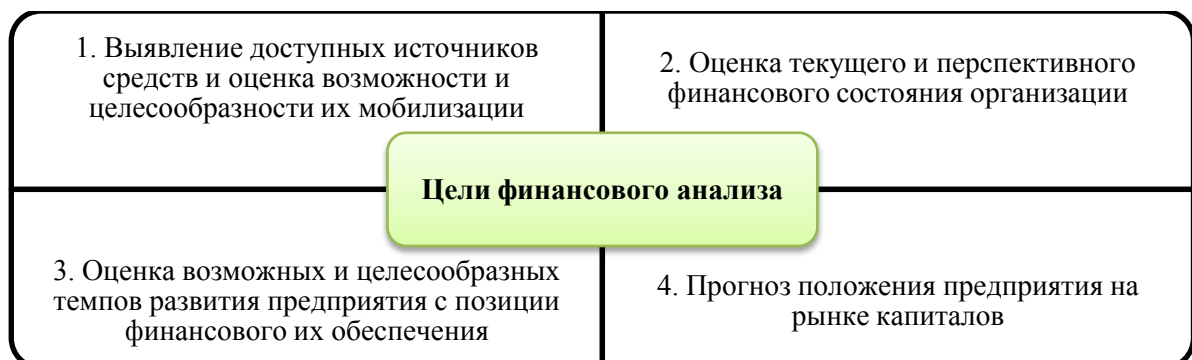 1. Выявление доступных источников
средств и оценка возможности и
целесообразности их мобилизации
2. Оценка текущего и перспективного
финансового состояния организации
Цели финансового анализа
3. Оценка возможных и целесообразных
темпов развития предприятия с позиции
финансового их обеспечения
4. Прогноз положения предприятия на
рынке капиталов